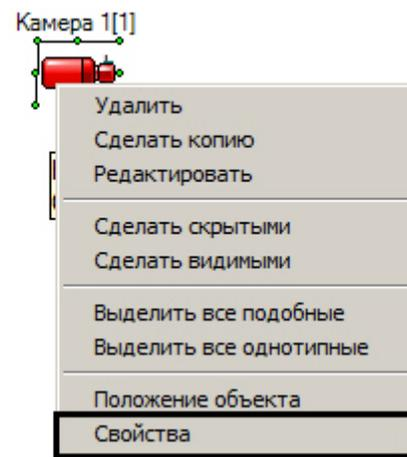 Камера 1[1]
Удалить
Сделать копию
Редактировать
Сделать скрытыми
Сделать видимыми
Выделить все подобные
Выделить все однотипные
Положение объекта
Свойства